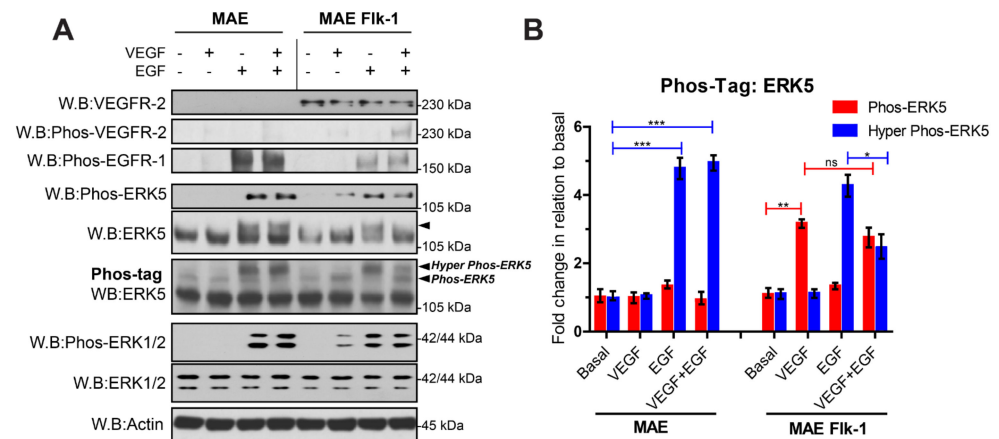 A
MAE MAE Flk-1
VEGF - + - + - + - +
EGF - - + + - - + +
W.B:VEGFR-2 -230 kDa
W.B:Phos-VEGFR-2 -230 kDa
W.B:Phos-EGFR-1 -150 kDa
W.B:Phos-ERK5 -105 kDa
W.B:ERK5 -105 kDa
Phos-tag Hyper Phos-ERK5
Phos-ERK5
WB:ERK5 -105 kDa
W.B:Phos-ERK1/2 -42/44 kDa
W.B:ERK1/2 -42/44 kDa
W.B:Actin -45 kDa
B
Phos-Tag: ERK5
Phos-ERK5
Hyper Phos-ERK5
Fold change in relation to basal
8
6
4
2
0
***
***
**
ns
*
Basal VEGF EGF VEGF+EGF Basal VEGF EGF VEGF+EGF
MAE MAE Flk-1